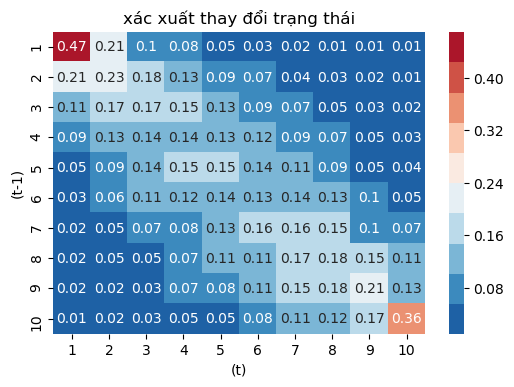 xác xuất thay đổi trạng thái
1 0.47 0.21 0.1 0.08 0.05 0.03 0.02 0.01 0.01 0.01
2 0.21 0.23 0.18 0.13 0.09 0.07 0.04 0.03 0.02 0.01
3 0.11 0.17 0.17 0.15 0.13 0.09 0.07 0.05 0.03 0.02
4 0.09 0.13 0.14 0.14 0.13 0.12 0.09 0.07 0.05 0.03
5 0.05 0.09 0.14 0.15 0.15 0.14 0.11 0.09 0.05 0.04
6 0.03 0.06 0.11 0.12 0.14 0.13 0.14 0.13 0.1 0.05
7 0.02 0.05 0.07 0.08 0.13 0.16 0.16 0.15 0.1 0.07
8 0.02 0.05 0.05 0.07 0.11 0.11 0.17 0.18 0.15 0.11
9 0.02 0.02 0.03 0.07 0.08 0.11 0.15 0.18 0.21 0.13
10 0.01 0.02 0.03 0.05 0.05 0.08 0.11 0.12 0.17 0.36
1 2 3 4 5 6 7 8 9 10
(t)
(t-1)
0.40
0.32
0.24
0.16
0.08